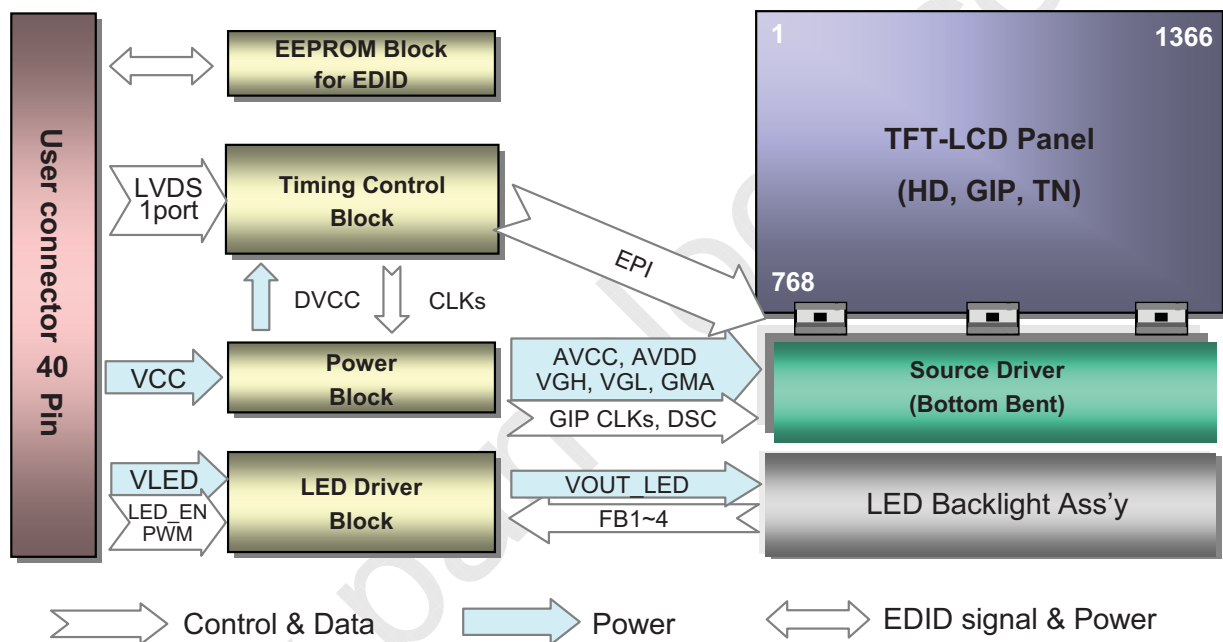 User connector 40 Pin
EEPROM Block
for EDID
LVDS
1port
Timing Control
Block
DVCC
CLKs
EPI
VCC
Power
Block
AVCC, AVDD
VGH, VGL, GMA
GIP CLKs, DSC
VLED
LED_EN
PWM
LED Driver
Block
VOUT_LED
FB1~4
1
1366
TFT-LCD Panel
(HD, GIP, TN)
768
Source Driver
(Bottom Bent)
LED Backlight Ass'y
Control & Data
Power
EDID signal & Power